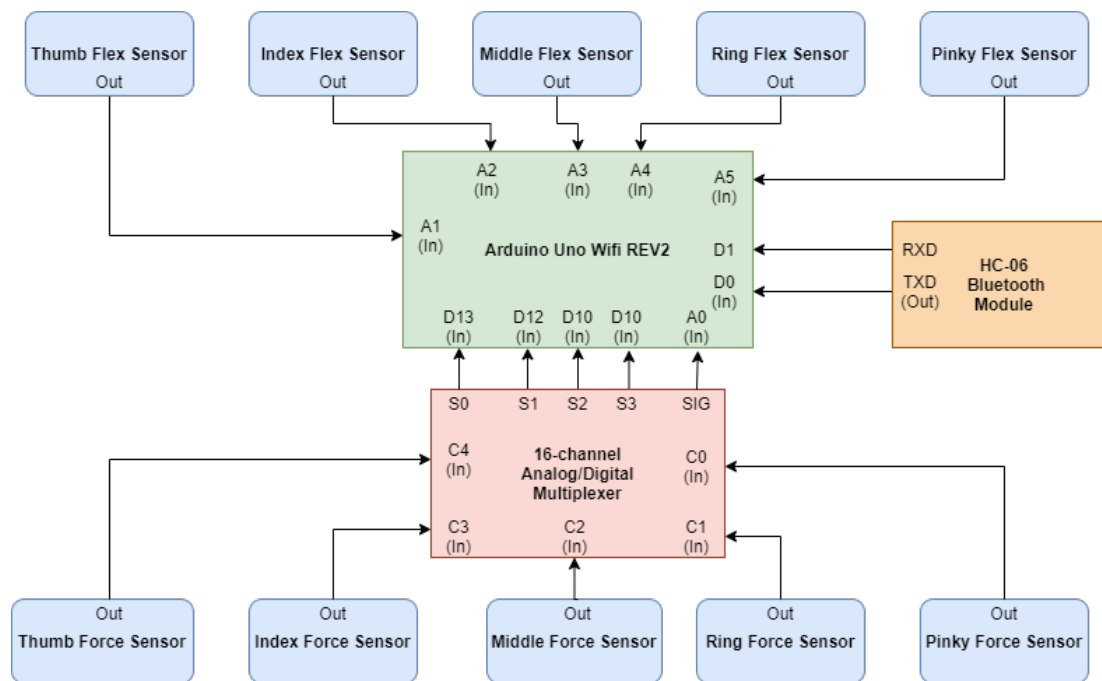 Thumb Flex Sensor
Out
Index Flex Sensor
Out
Middle Flex Sensor
Out
Ring Flex Sensor
Out
Pinky Flex Sensor
Out
A2
(In)
A3
(In)
A4
(In)
A5
(In)
A1
(In)
Arduino Uno Wifi REV2
D1
D0
(In)
D13
(In)
D12
(In)
D10
(In)
D10
(In)
A0
(In)
RXD
TXD
(Out)
HC-06
Bluetooth
Module
S0
S1
S2
S3
SIG
C4
(In)
16-channel
Analog/Digital
Multiplexer
C0
(In)
C3
(In)
C2
(In)
C1
(In)
Out
Thumb Force Sensor
Out
Index Force Sensor
Out
Middle Force Sensor
Out
Ring Force Sensor
Out
Pinky Force Sensor